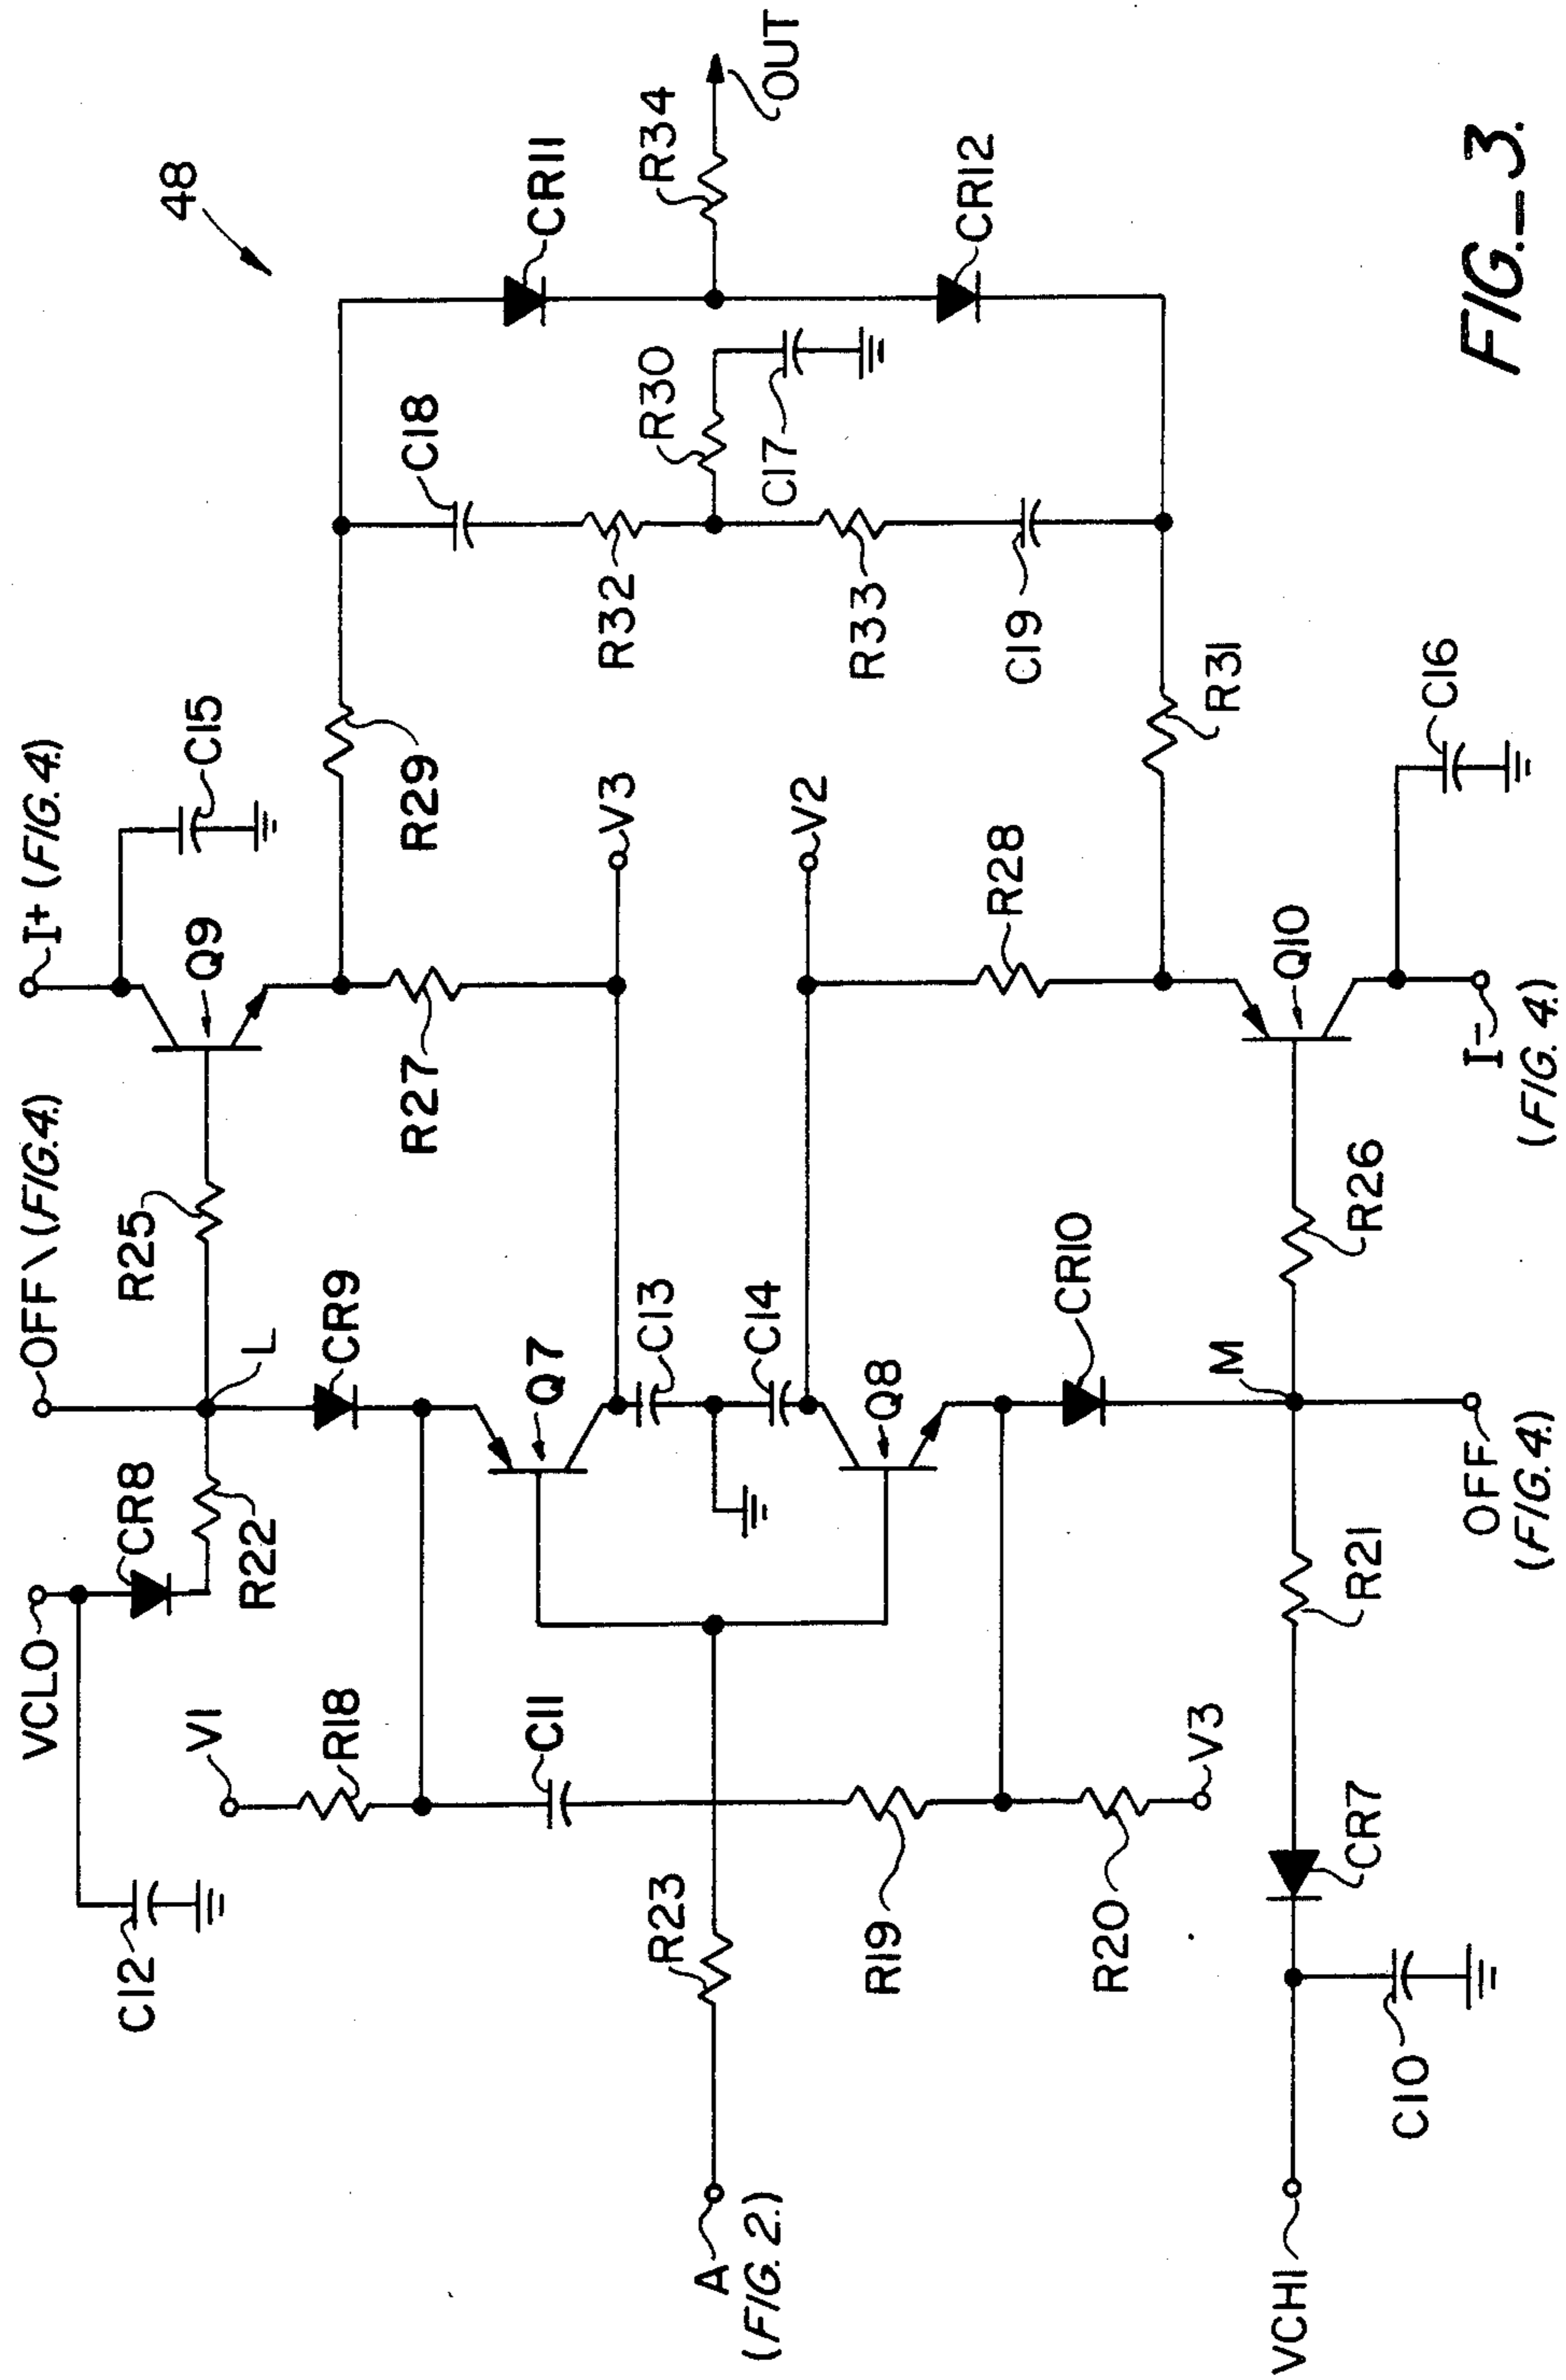 VCLO
OFF\ (FIG.4.)
I+ (FIG. 4.)
48
C12
CR8
R25
V1
Q9
C15
R22
L
R18
CR9
R27
R29
C18
C11
Q7
CR11
V3
R32
R23
C13
R30
R34
A
(FIG. 2.)
C14
C17
OUT
V2
R19
Q8
R33
CR12
R28
C19
CR10
R20
V3
M
R31
VCHI
Q10
CR7
R21
R26
C10
C16
OFF
(FIG.4.)
I-
(FIG. 4.)
FIG._3.